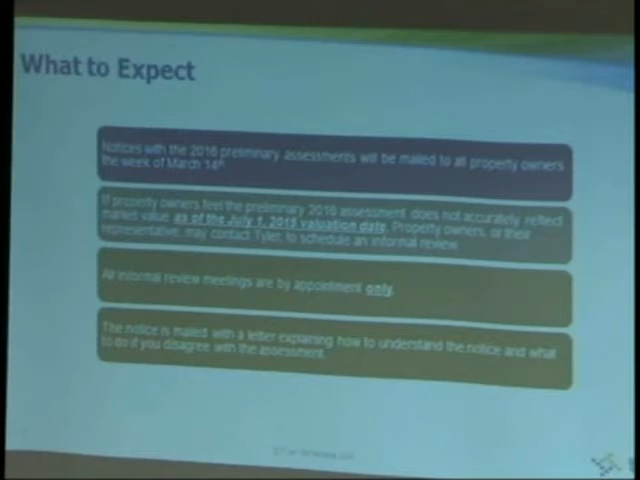 What to Expect
Notices with the 2016 preliminary assessments will be mailed to all property owners
the week of March 14th
If property owners feel the preliminary 2016 assessment does not accurately reflect
market value as of the July 1, 2015 valuation date. Property owners, or their
representative, may contact Tyler, to schedule an informal review.
All informal review meetings are by appointment only.
The notice is mailed with a letter explaining how to understand the notice and what
to do if you disagree with the assessment.